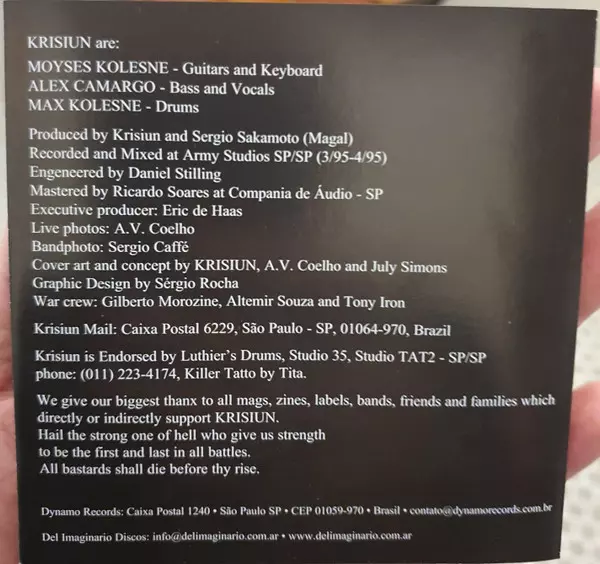 KRISIUN are:
MOYSES KOLESNE - Guitars and Keyboard
ALEX CAMARGO - Bass and Vocals
MAX KOLESNE - Drums
Produced by Krisiun and Sergio Sakamoto (Magal)
Recorded and Mixed at Army Studios SP/SP (3/95-4/95)
Engeneered by Daniel Stilling
Mastered by Ricardo Soares at Compania de Áudio - SP
Executive producer: Eric de Haas
Live photos: A.V. Coelho
Bandphoto: Sergio Caffé
Cover art and concept by KRISIUN, A.V. Coelho and July Simons
Graphic Design by Sérgio Rocha
War crew: Gilberto Morozine, Altemir Souza and Tony Iron
Krisiun Mail: Caixa Postal 6229, São Paulo - SP, 01064-970, Brazil
Krisiun is Endorsed by Luthier's Drums, Studio 35, Studio TAT2 - SP/SP
phone: (011) 223-4174, Killer Tatto by Tita.
We give our biggest thanx to all mags, zines, labels, bands, friends and families which
directly or indirectly support KRISIUN.
Hail the strong one of hell who give us strength
to be the first and last in all battles.
All bastards shall die before thy rise.
Dynamo Records: Caixa Postal 1240 • São Paulo SP • CEP 01059-970 • Brasil • contato@dynamorecords.com.br
Del Imaginario Discos: info@delimaginario.com.ar • www.delimaginario.com.ar